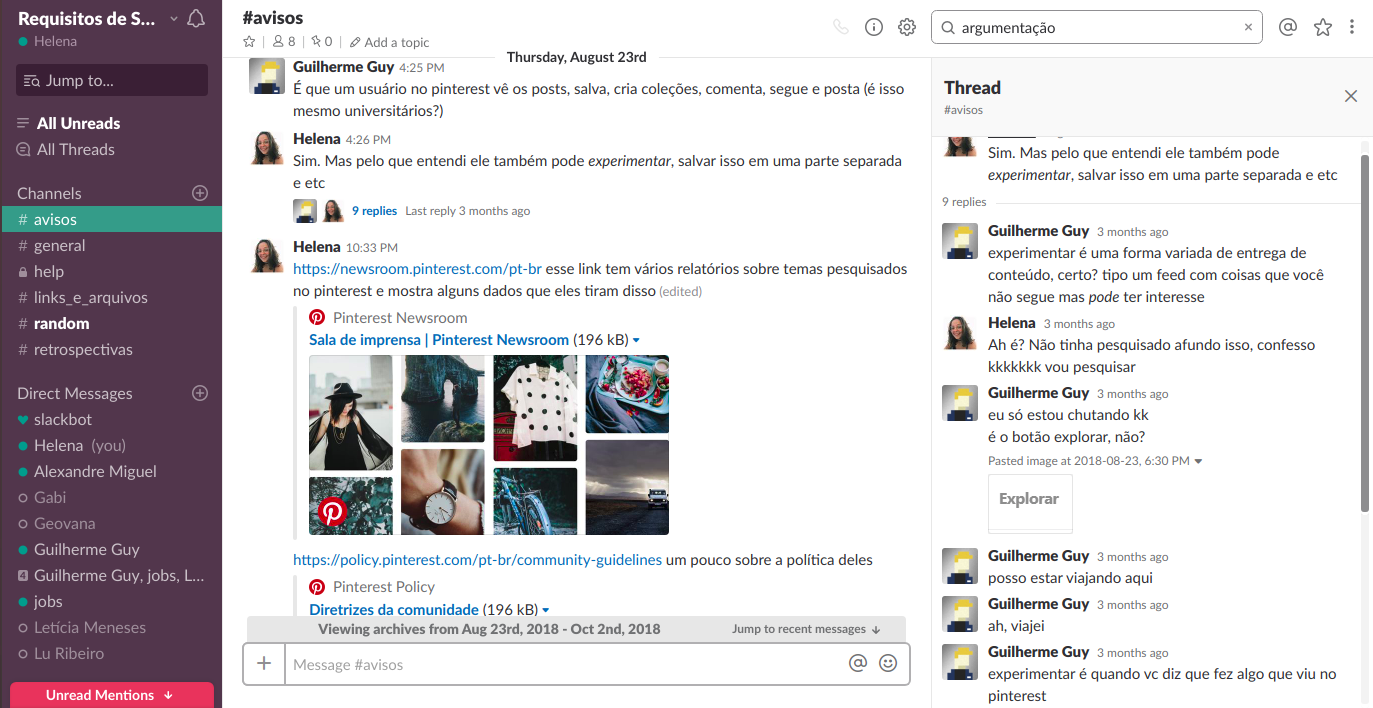 Requisitos de S...
Helena
Jump to...
All Unreads
All Threads
Channels
# avisos
# general
help
# links_e_arquivos
# random
# retrospectivas
Direct Messages
slackbot
Helena (you)
Alexandre Miguel
Gabi
Geovana
Guilherme Guy
4 Guilherme Guy, jobs, L...
jobs
Letícia Meneses
Lu Ribeiro
Unread Mentions ↓
#avisos
8 | 0 | Add a topic
argumentação
Thursday, August 23rd
Guilherme Guy 4:25 PM
É que um usuário no pinterest vê os posts, salva, cria coleções, comenta, segue e posta (é isso
mesmo universitários?)
Helena 4:26 PM
Sim. Mas pelo que entendi ele também pode experimentar, salvar isso em uma parte separada
e etc
9 replies Last reply 3 months ago
Helena 10:33 PM
https://newsroom.pinterest.com/pt-br esse link tem vários relatórios sobre temas pesquisados
no pinterest e mostra alguns dados que eles tiram disso (edited)
Pinterest Newsroom
Sala de imprensa | Pinterest Newsroom (196 kB)
https://policy.pinterest.com/pt-br/community-guidelines um pouco sobre a política deles
Pinterest Policy
Diretrizes da comunidade (196 kB)
Viewing archives from Aug 23rd, 2018 - Oct 2nd, 2018
Jump to recent messages ↓
Message #avisos
Thread
#avisos
Sim. Mas pelo que entendi ele também pode
experimentar, salvar isso em uma parte separada e etc
9 replies
Guilherme Guy 3 months ago
experimentar é uma forma variada de entrega de
conteúdo, certo? tipo um feed com coisas que você
não segue mas pode ter interesse
Helena 3 months ago
Ah é? Não tinha pesquisado afundo isso, confesso
kkkkkkk vou pesquisar
Guilherme Guy 3 months ago
eu só estou chutando kk
é o botão explorar, não?
Pasted image at 2018-08-23, 6:30 PM
Explorar
Guilherme Guy 3 months ago
posso estar viajando aqui
Guilherme Guy 3 months ago
ah, viajei
Guilherme Guy 3 months ago
experimentar é quando vc diz que fez algo que viu no
pinterest